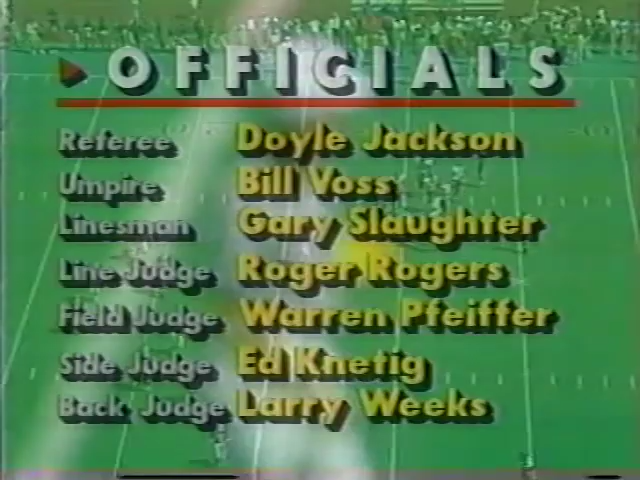 OFFICIALS
Referee Doyle Jackson
Umpire Bill Voss
Linesman Gary Slaughter
Line Judge Roger Rogers
Field Judge Warren Pfeiffer
Side Judge Ed Knetig
Back Judge Larry Weeks